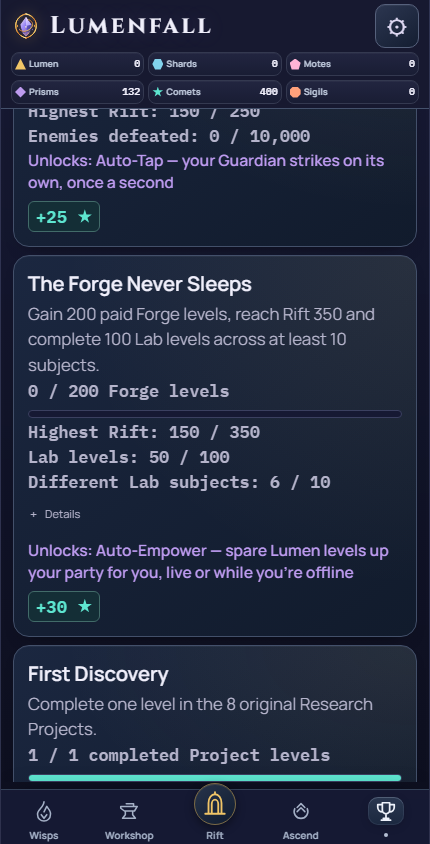 LUMENFALL
Lumen 0
Shards 0
Motes 0
Prisms 132
Comets 400
Sigils 0
Highest Rift: 150 / 250
Enemies defeated: 0 / 10,000
Unlocks: Auto-Tap — your Guardian strikes on its
own, once a second
+25 ★
The Forge Never Sleeps
Gain 200 paid Forge levels, reach Rift 350 and
complete 100 Lab levels across at least 10
subjects.
0 / 200 Forge levels
Highest Rift: 150 / 350
Lab levels: 50 / 100
Different Lab subjects: 6 / 10
+ Details
Unlocks: Auto-Empower — spare Lumen levels up
your party for you, live or while you're offline
+30 ★
First Discovery
Complete one level in the 8 original Research
Projects.
1 / 1 completed Project levels
Wisps
Workshop
Rift
Ascend